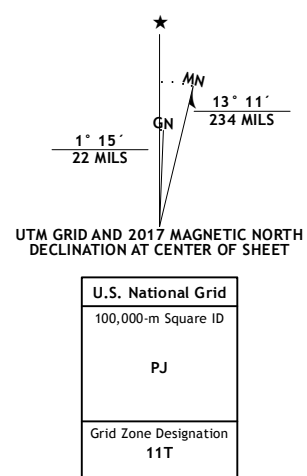 ★
MN
GN
13° 11´
234 MILS
1° 15´
22 MILS
UTM GRID AND 2017 MAGNETIC NORTH
DECLINATION AT CENTER OF SHEET
U.S. National Grid
100,000-m Square ID
PJ
Grid Zone Designation
11T